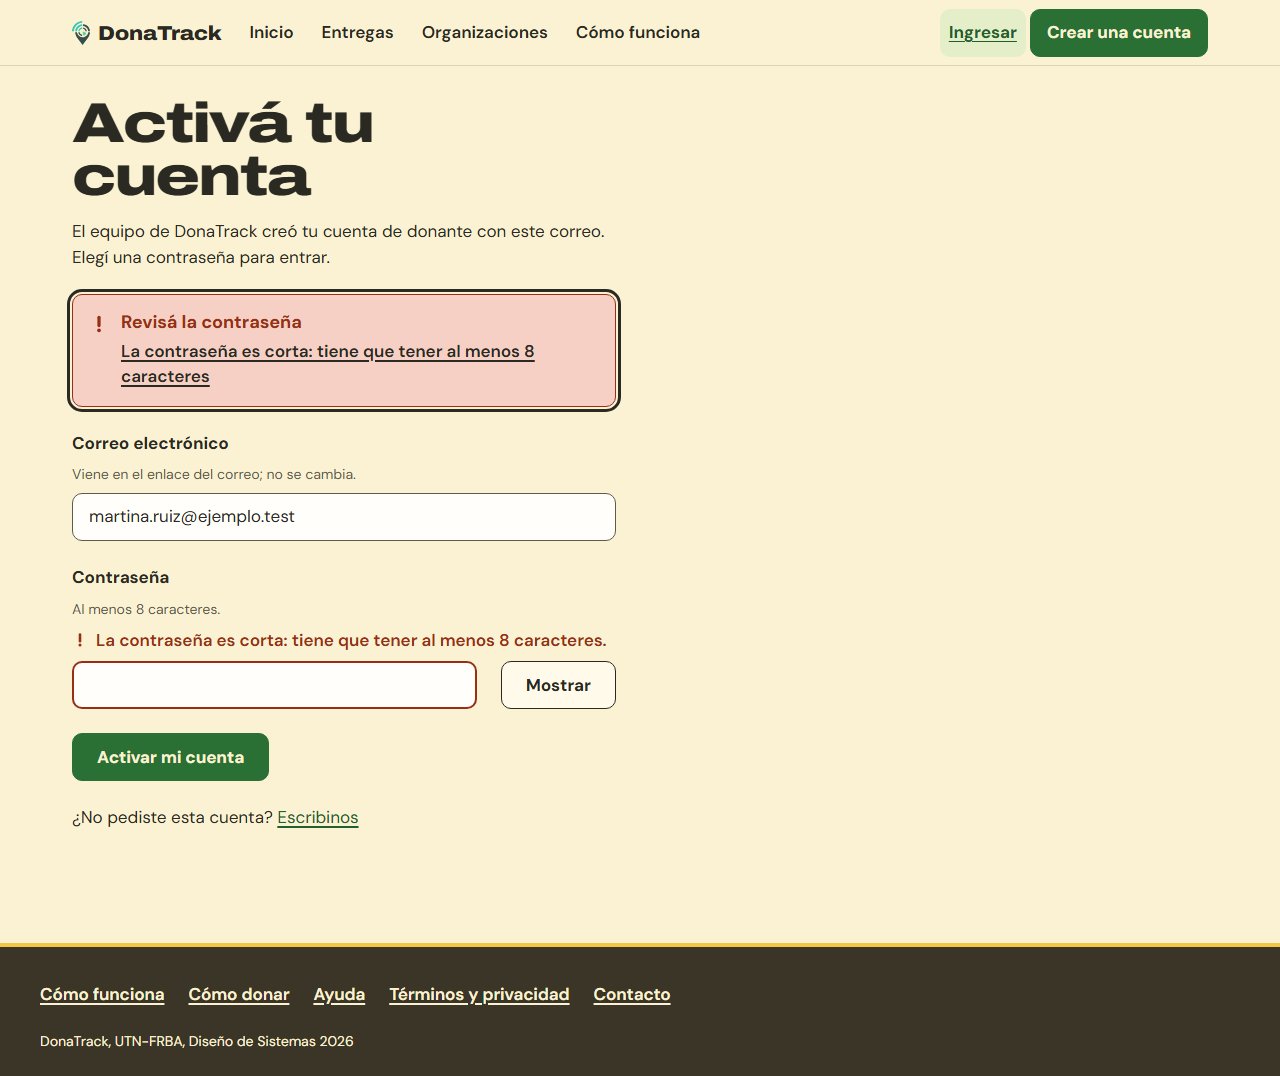 DonaTrack Inicio Entregas Organizaciones Cómo funciona Ingresar Crear una cuenta
Activá tu
cuenta
El equipo de DonaTrack creó tu cuenta de donante con este correo.
Elegí una contraseña para entrar.
! Revisá la contraseña
La contraseña es corta: tiene que tener al menos 8
caracteres
Correo electrónico
Viene en el enlace del correo; no se cambia.
martina.ruiz@ejemplo.test
Contraseña
Al menos 8 caracteres.
! La contraseña es corta: tiene que tener al menos 8 caracteres.
Mostrar
Activar mi cuenta
¿No pediste esta cuenta? Escribinos
Cómo funciona Cómo donar Ayuda Términos y privacidad Contacto
DonaTrack, UTN-FRBA, Diseño de Sistemas 2026